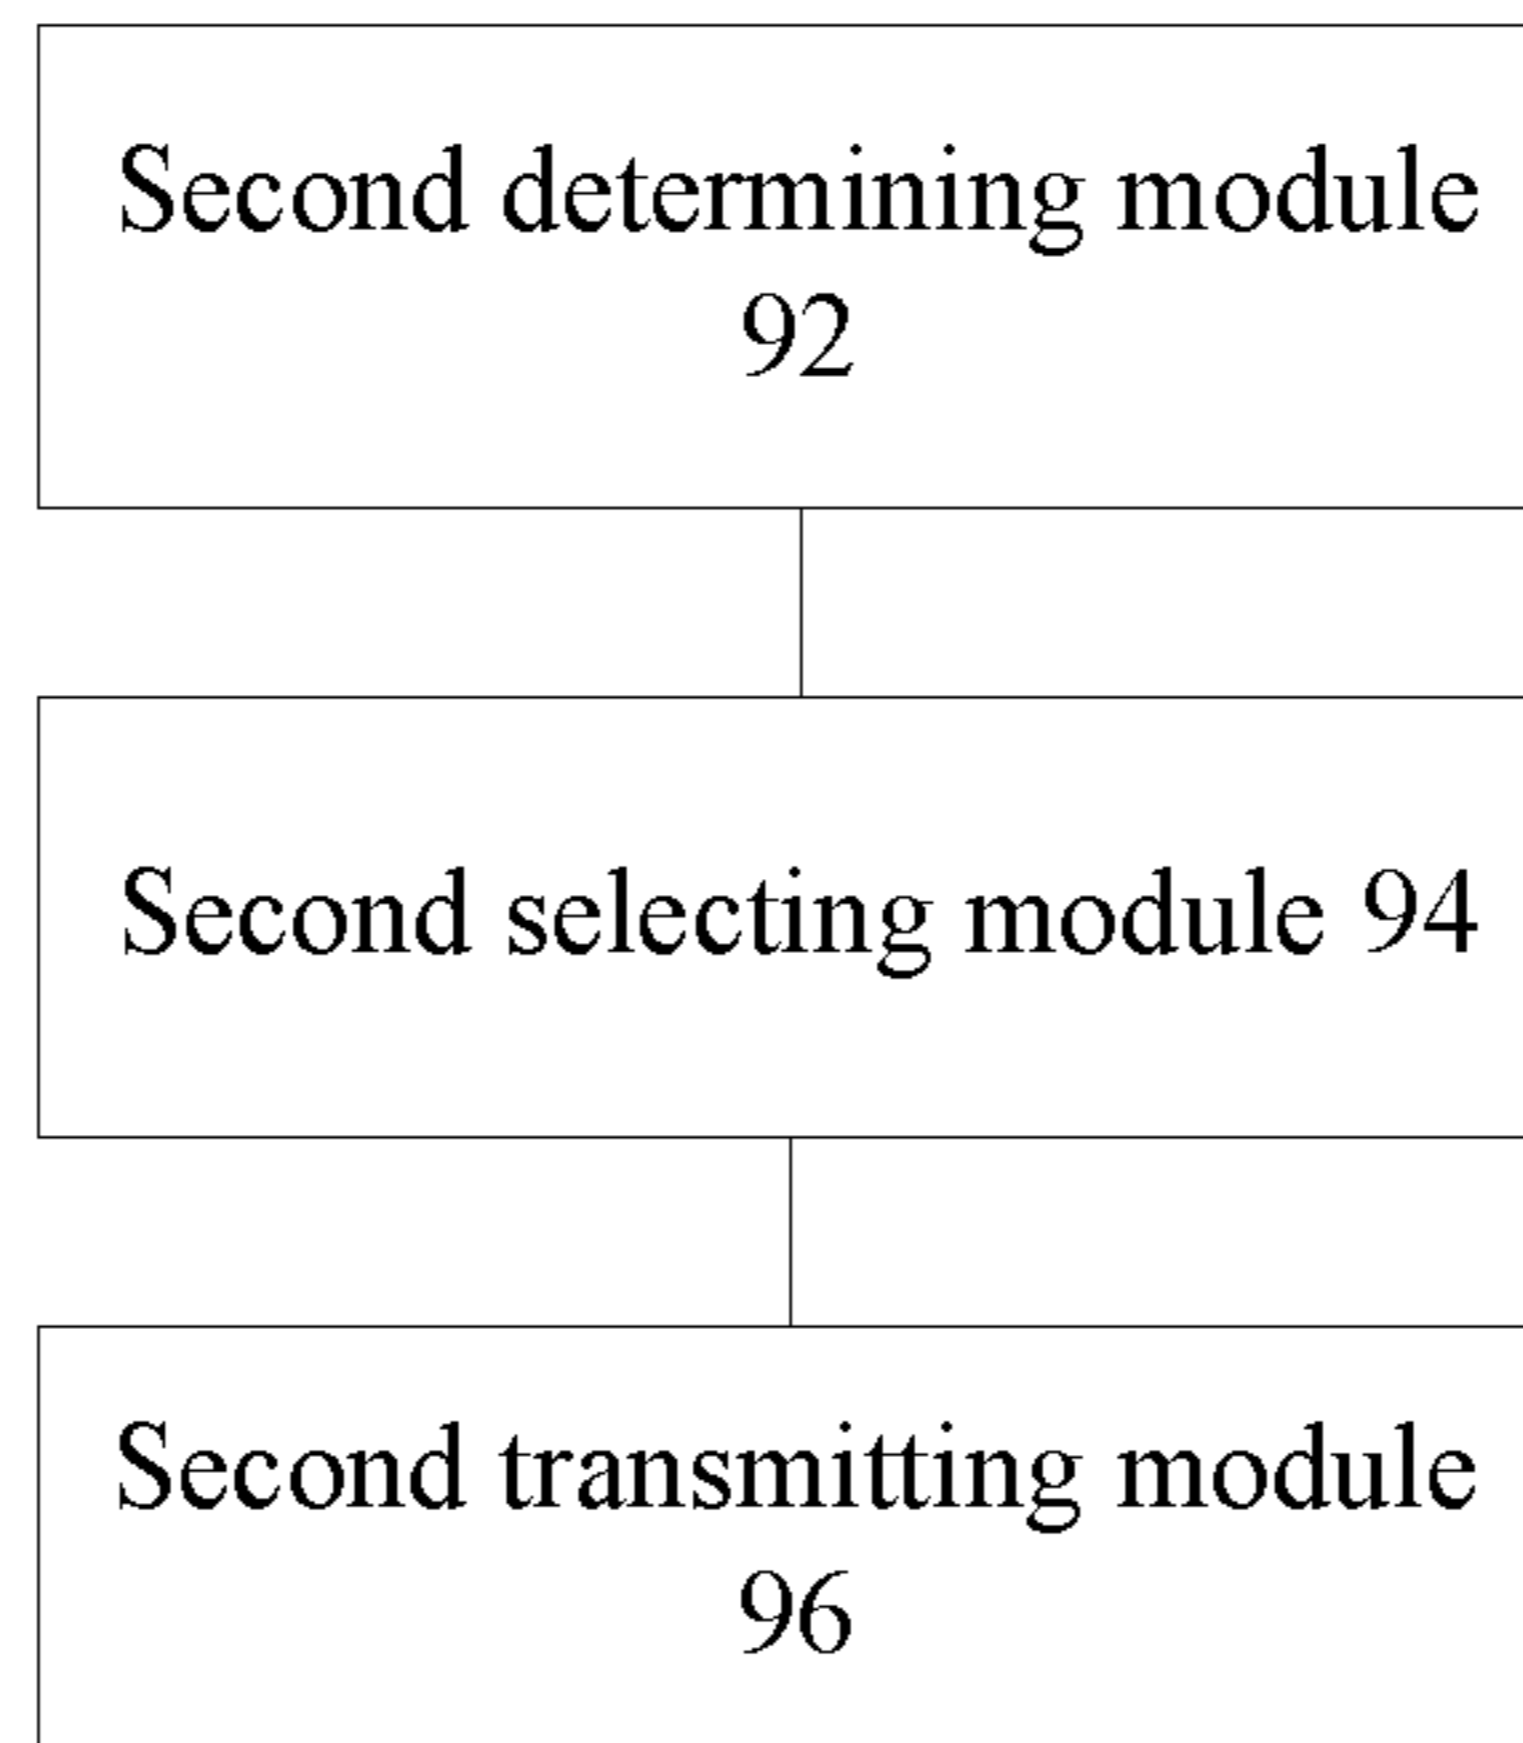 Second determining module
92
Second selecting module 94
Second transmitting module
96